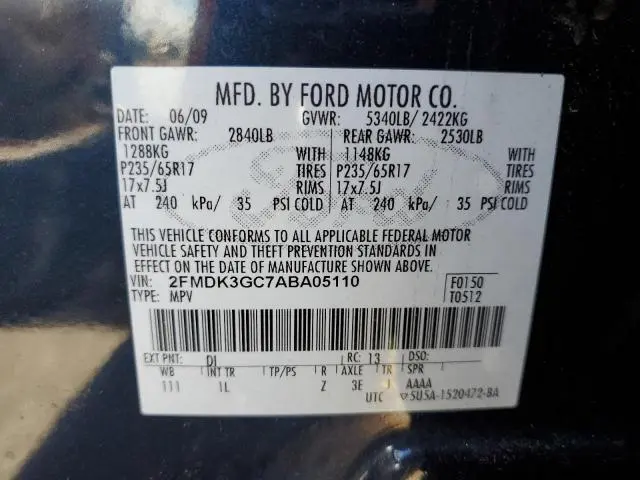 MFD. BY FORD MOTOR CO.
DATE: 06/09 GVWR: 5340LB/ 2422KG
FRONT GAWR: 2840LB REAR GAWR: 2530LB
1288KG WITH 1148KG WITH
P235/65R17 TIRES P235/65R17 TIRES
17x7.5J RIMS 17x7.5J RIMS
AT 240 kPa/ 35 PSI COLD AT 240 kPa/ 35 PSI COLD
THIS VEHICLE CONFORMS TO ALL APPLICABLE FEDERAL MOTOR
VEHICLE SAFETY AND THEFT PREVENTION STANDARDS IN
EFFECT ON THE DATE OF MANUFACTURE SHOWN ABOVE.
VIN: 2FMDK3GC7ABA05110 F0150
TYPE: MPV T0512
EXT PNT: DI RC: 13 DSO:
WB INT TR TP/PS R AXLE TR SPR
111 1L Z 3E J AAAA
UTC ▽5U5A-1520472-BA